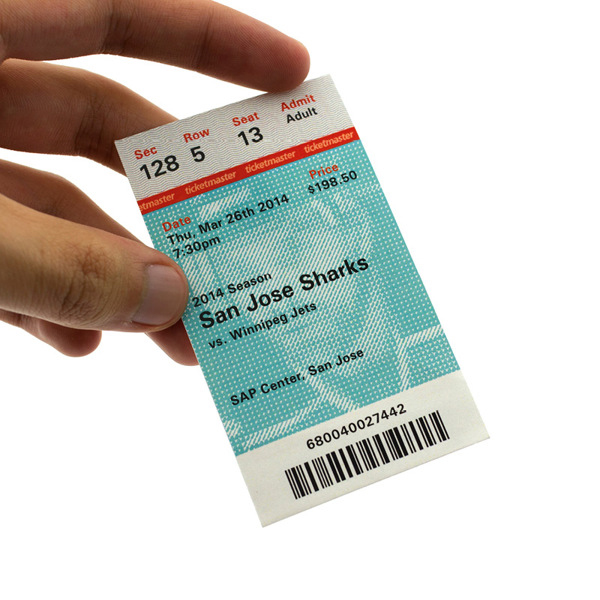 Sec Row Seat Admit
128 5 13 Adult
etmaster ticketmaster ticketmaster ticketmaster
Date Price
Thu, Mar 26th 2014 $198.50
7:30pm
2014 Season
San Jose Sharks
vs. Winnipeg Jets
SAP Center, San Jose
680040027442